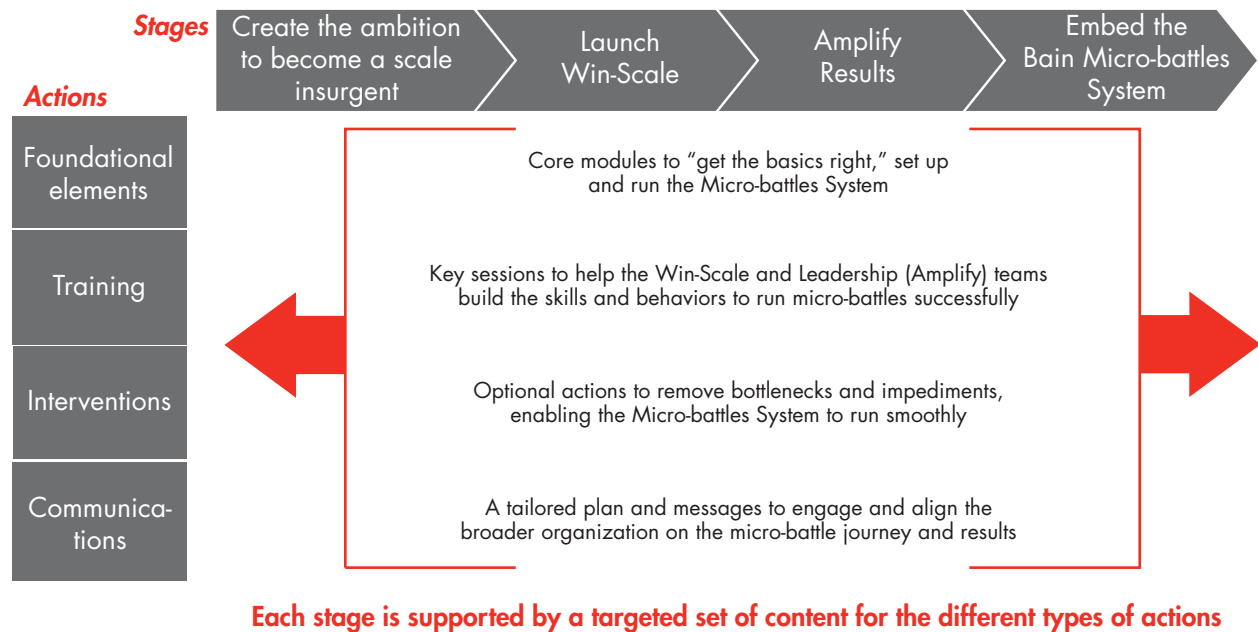 Stages
Create the ambition
to become a scale
insurgent
Launch
Win-Scale
Amplify
Results
Embed the
Bain Micro-battles
System
Actions
Foundational
elements
Core modules to “get the basics right,” set up
and run the Micro-battles System
Training
Key sessions to help the Win-Scale and Leadership (Amplify) teams
build the skills and behaviors to run micro-battles successfully
Interventions
Optional actions to remove bottlenecks and impediments,
enabling the Micro-battles System to run smoothly
Communica-
tions
A tailored plan and messages to engage and align the
broader organization on the micro-battle journey and results
Each stage is supported by a targeted set of content for the different types of actions